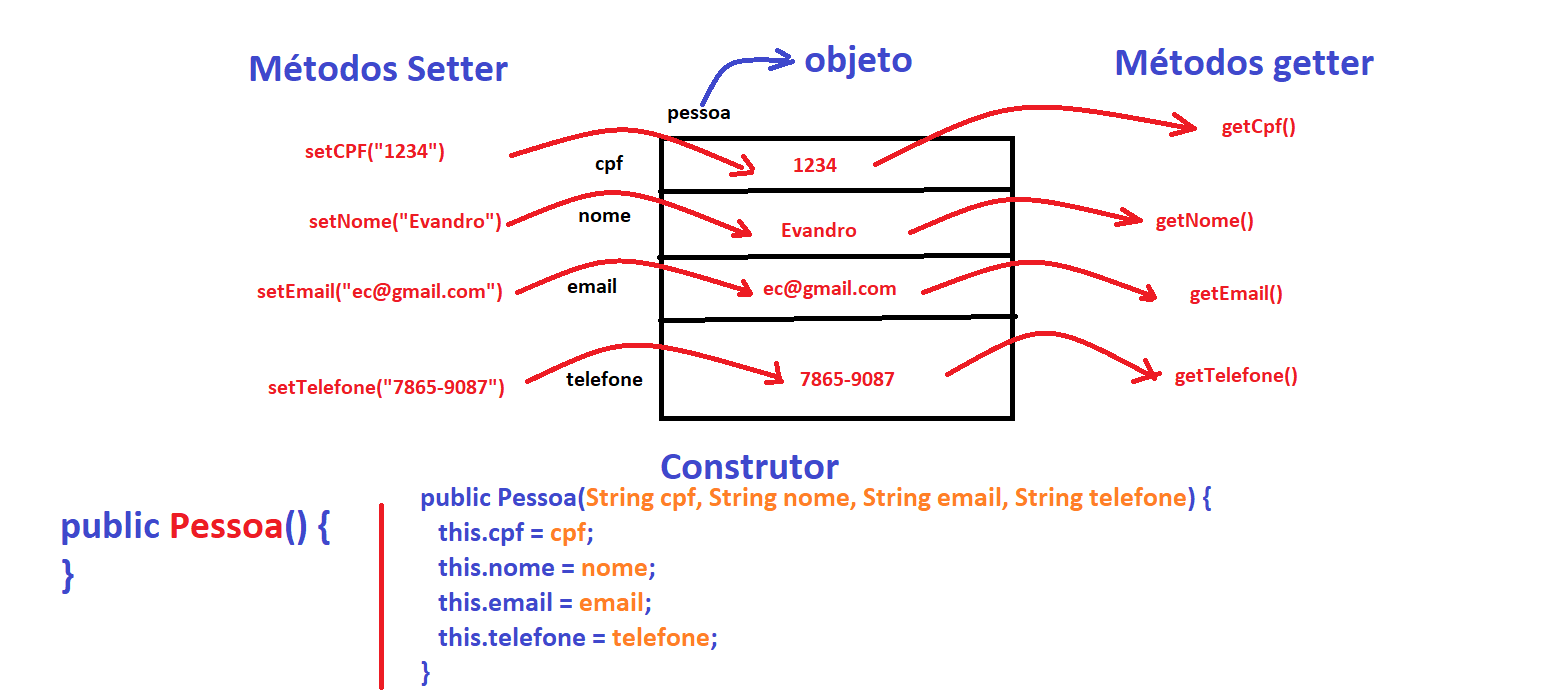 Métodos Setter
objeto
Métodos getter
pessoa
setCPF("1234")
cpf
1234
getCpf()
setNome("Evandro")
nome
Evandro
getNome()
setEmail("ec@gmail.com")
email
ec@gmail.com
getEmail()
setTelefone("7865-9087")
telefone
7865-9087
getTelefone()
Construtor
public Pessoa() {
}
public Pessoa(String cpf, String nome, String email, String telefone) {
this.cpf = cpf;
this.nome = nome;
this.email = email;
this.telefone = telefone;
}